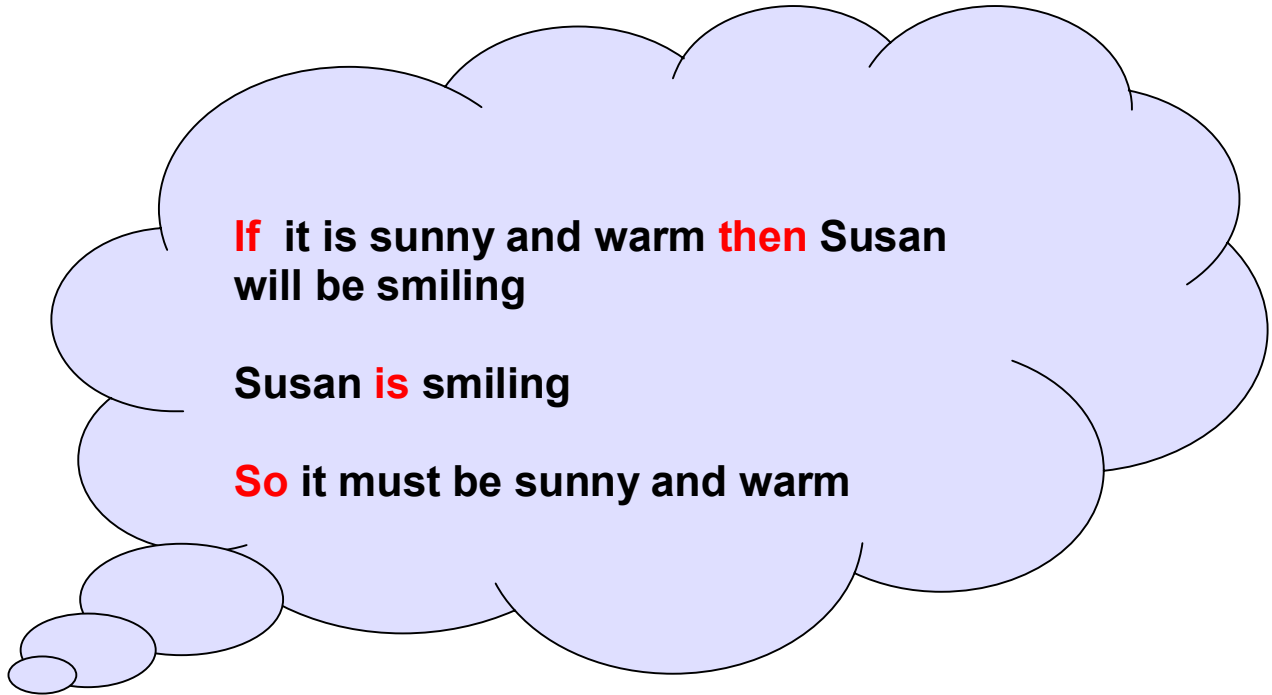 If it is sunny and warm then Susan
will be smiling
Susan is smiling
So it must be sunny and warm